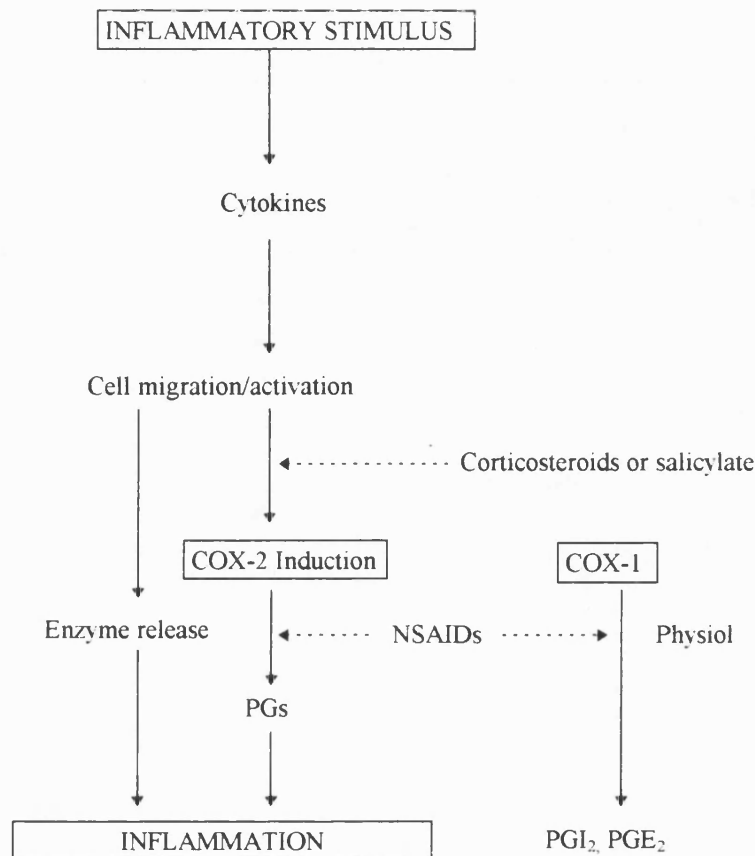 INFLAMMATORY STIMULUS
Cytokines
Cell migration/activation
Corticosteroids or salicylate
COX-2 Induction
COX-1
Enzyme release
NSAIDs
Physiol
PGs
INFLAMMATION
PGI₂, PGE₂